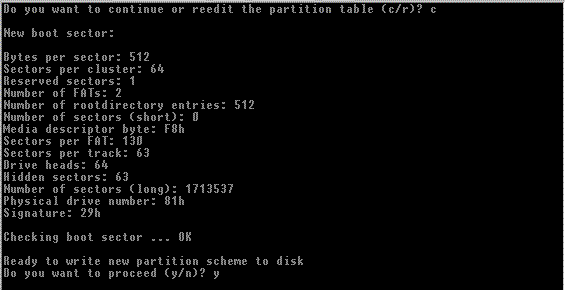 Do you want to continue or reedit the partition table (c/r)? c
New boot sector:
Bytes per sector: 512
Sectors per cluster: 64
Reserved sectors: 1
Number of FATs: 2
Number of rootdirectory entries: 512
Number of sectors (short): 0
Media descriptor byte: F8h
Sectors per FAT: 130
Sectors per track: 63
Drive heads: 64
Hidden sectors: 63
Number of sectors (long): 1713537
Physical drive number: 81h
Signature: 29h
Checking boot sector ... OK
Ready to write new partition scheme to disk
Do you want to proceed (y/n)? y